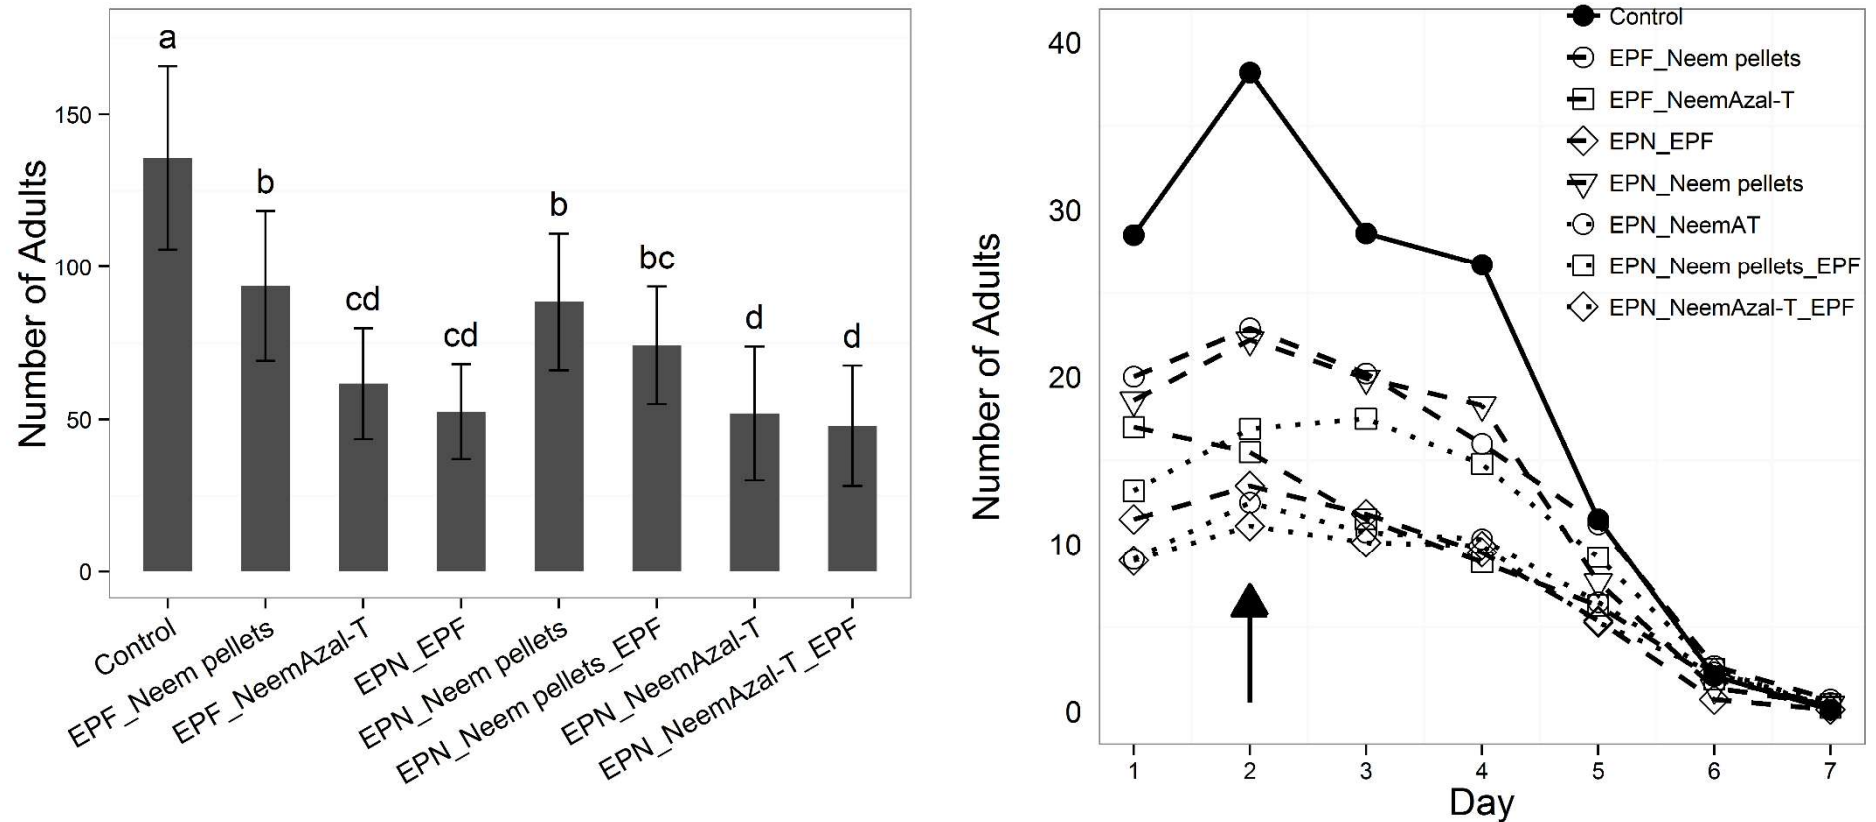 a
b
cd
cd
b
bc
d
d
150
100
50
0
Number of Adults
Control
EPF_Neem pellets
EPF_NeemAzal-T
EPN_EPF
EPN_Neem pellets
EPN_Neem pellets_EPF
EPN_NeemAzal-T
EPN_NeemAzal-T_EPF
40
30
20
10
0
Number of Adults
Control
EPF_Neem pellets
EPF_NeemAzal-T
EPN_EPF
EPN_Neem pellets
EPN_NeemAT
EPN_Neem pellets_EPF
EPN_NeemAzal-T_EPF
1 2 3 4 5 6 7
Day